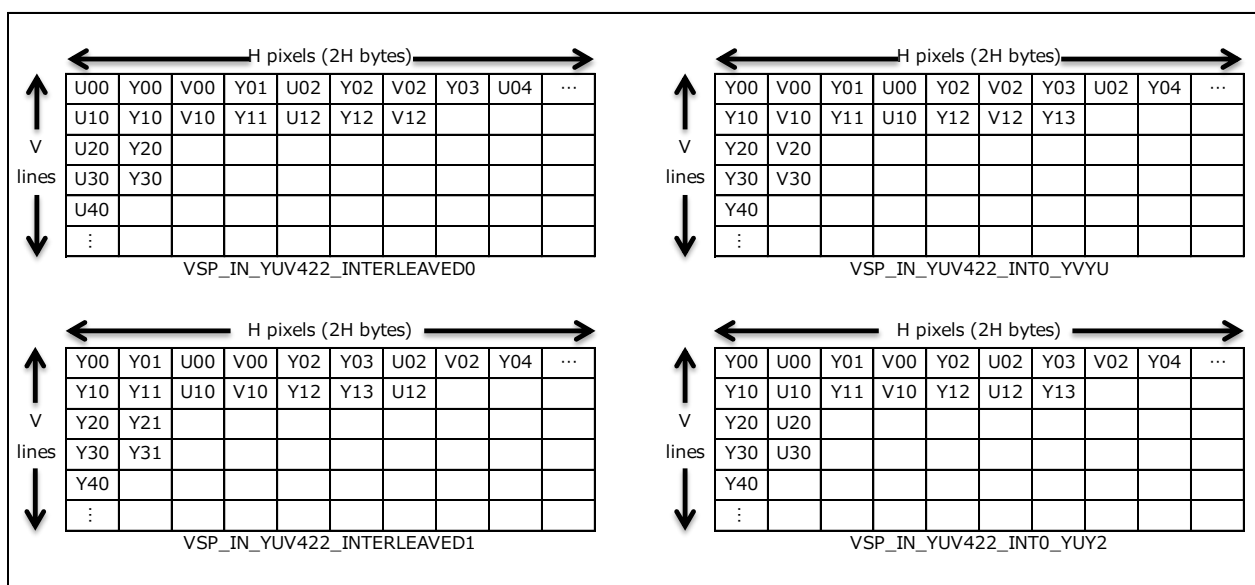 H pixels (2H bytes)
U00 Y00 V00 Y01 U02 Y02 V02 Y03 U04 …
U10 Y10 V10 Y11 U12 Y12 V12
U20 Y20
U30 Y30
U40
⋮
V
lines
VSP_IN_YUV422_INTERLEAVED0
H pixels (2H bytes)
Y00 V00 Y01 U00 Y02 V02 Y03 U02 Y04 …
Y10 V10 Y11 U10 Y12 V12 Y13
Y20 V20
Y30 V30
Y40
⋮
V
lines
VSP_IN_YUV422_INT0_YVYU
H pixels (2H bytes)
Y00 Y01 U00 V00 Y02 Y03 U02 V02 Y04 …
Y10 Y11 U10 V10 Y12 Y13 U12
Y20 Y21
Y30 Y31
Y40
⋮
V
lines
VSP_IN_YUV422_INTERLEAVED1
H pixels (2H bytes)
Y00 U00 Y01 V00 Y02 U02 Y03 V02 Y04 …
Y10 U10 Y11 V10 Y12 U12 Y13
Y20 U20
Y30 U30
Y40
⋮
V
lines
VSP_IN_YUV422_INT0_YUY2